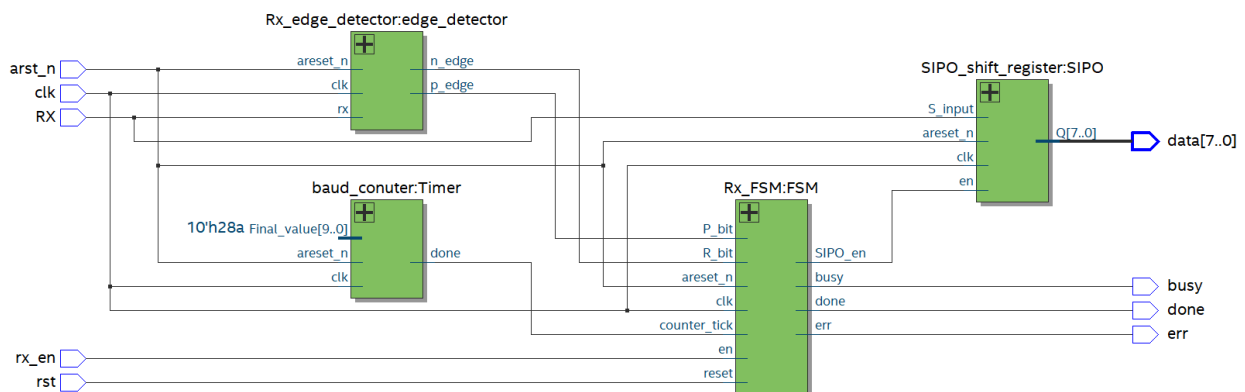 Rx_edge_detector:edge_detector
arst_n
clk
RX
areset_n
clk
rx
n_edge
p_edge
SIPO_shift_register:SIPO
S_input
areset_n
clk
en
Q[7..0]
data[7..0]
baud_conuter:Timer
10'h28a
Final_value[9..0]
areset_n
clk
done
Rx_FSM:FSM
P_bit
R_bit
areset_n
clk
counter_tick
en
reset
SIPO_en
busy
done
err
busy
done
err
rx_en
rst